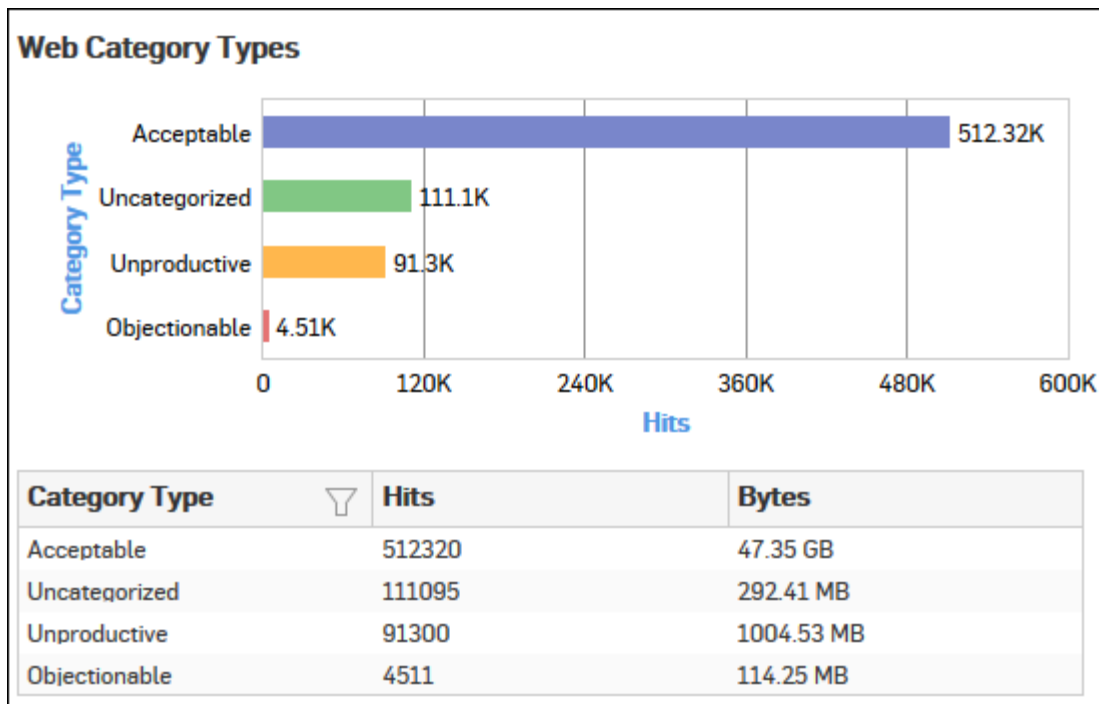 Web Category Types
Category Type
Acceptable 512.32K
Uncategorized 111.1K
Unproductive 91.3K
Objectionable 4.51K
0 120K 240K 360K 480K 600K
Hits
Category Type Hits Bytes
Acceptable 512320 47.35 GB
Uncategorized 111095 292.41 MB
Unproductive 91300 1004.53 MB
Objectionable 4511 114.25 MB